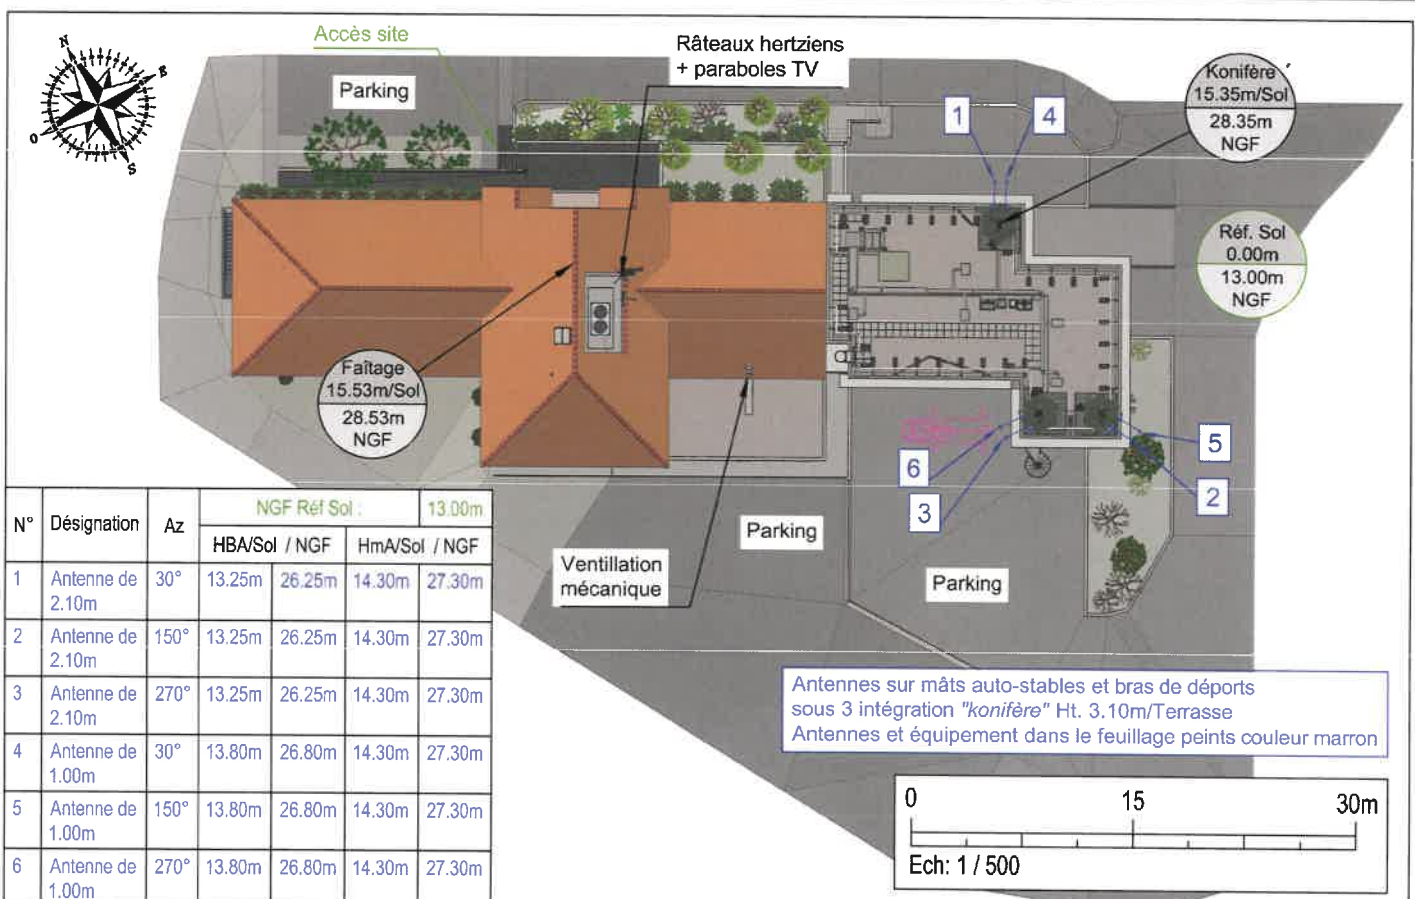 Accès site
Râteaux hertziens
+ paraboles TV
Parking
N
E
O
S
1
4
Konifère
15.35m/Sol
28.35m
NGF
Réf. Sol
0.00m
13.00m
NGF
Faîtage
15.53m/Sol
28.53m
NGF
5
6
2
3
Parking
Ventillation
mécanique
Parking
N° Désignation Az NGF Réf Sol : 13.00m
HBA/Sol / NGF HmA/Sol / NGF
1 Antenne de 30° 13.25m 26.25m 14.30m 27.30m
2.10m
2 Antenne de 150° 13.25m 26.25m 14.30m 27.30m
2.10m
3 Antenne de 270° 13.25m 26.25m 14.30m 27.30m
2.10m
4 Antenne de 30° 13.80m 26.80m 14.30m 27.30m
1.00m
5 Antenne de 150° 13.80m 26.80m 14.30m 27.30m
1.00m
6 Antenne de 270° 13.80m 26.80m 14.30m 27.30m
1.00m
Antennes sur mâts auto-stables et bras de déports
sous 3 intégration "konifère" Ht. 3.10m/Terrasse
Antennes et équipement dans le feuillage peints couleur marron
0 15 30m
Ech: 1 / 500